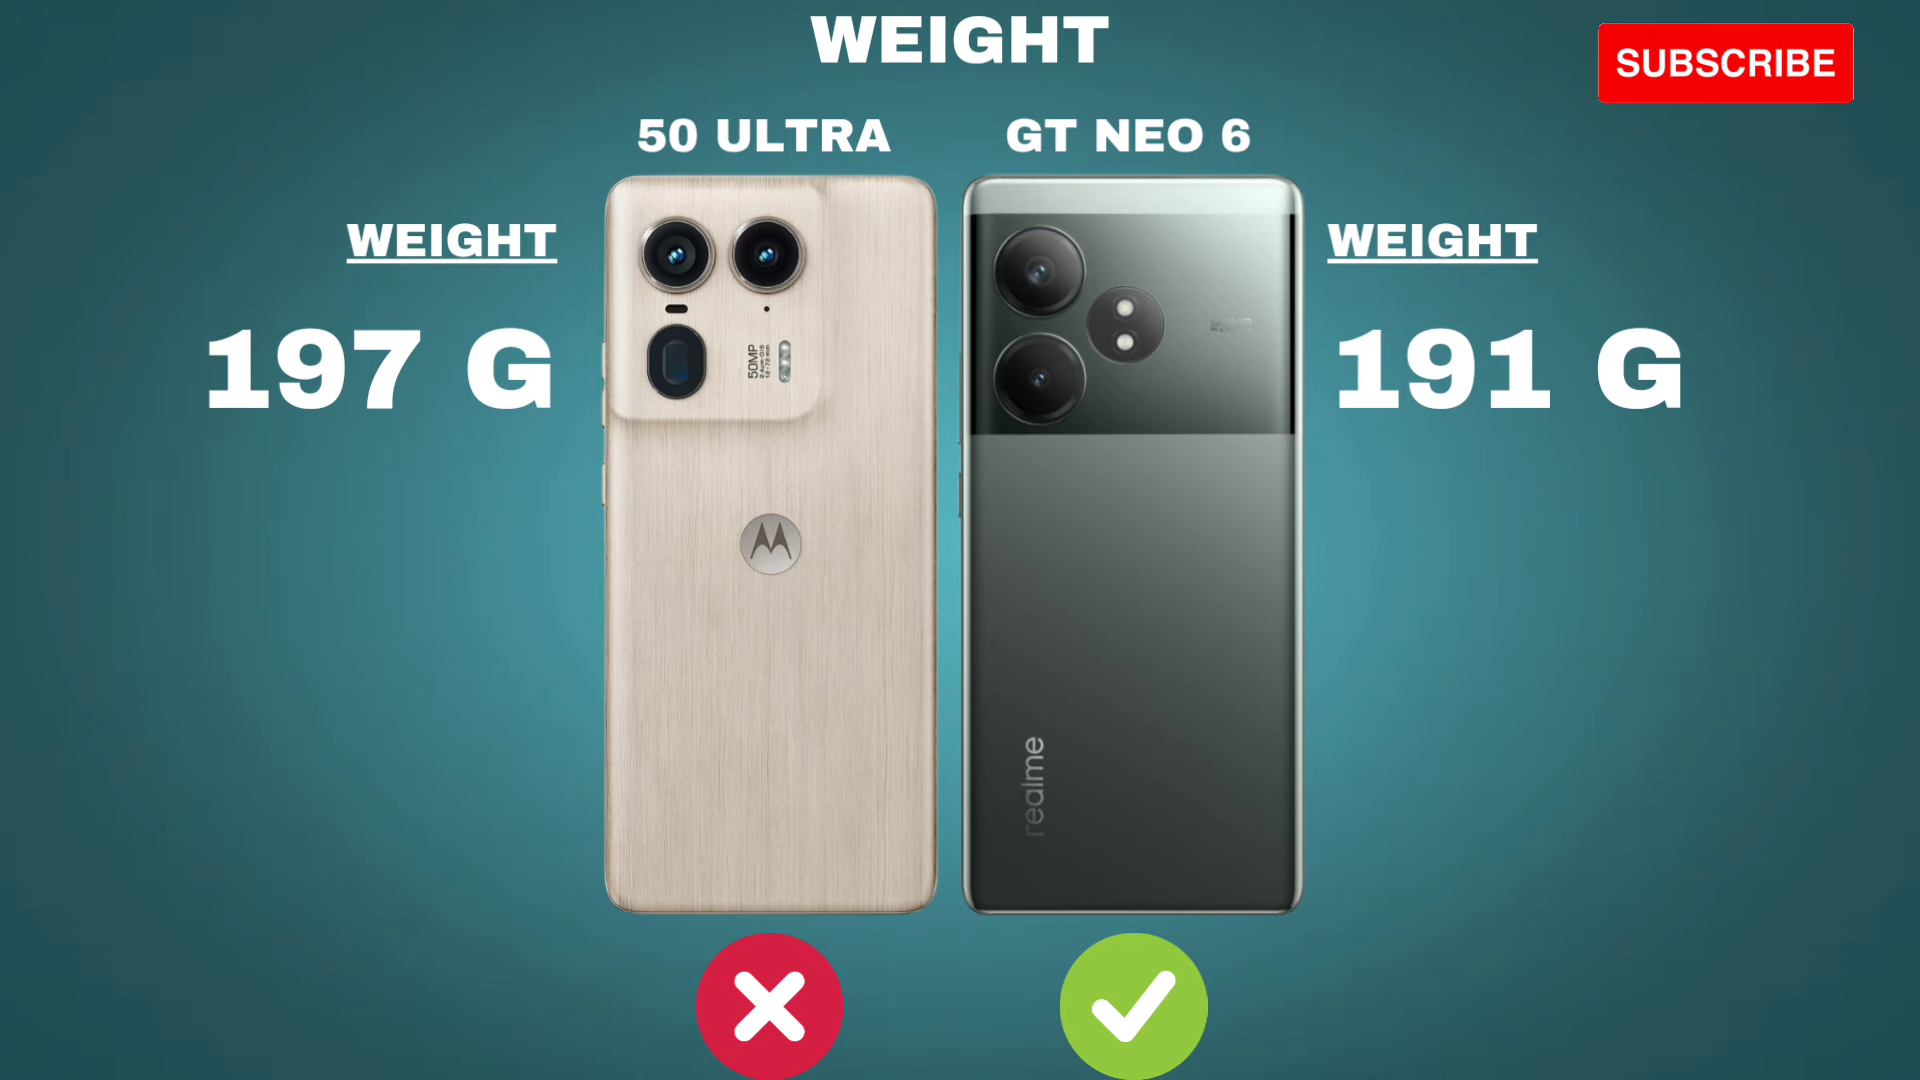 WEIGHT
SUBSCRIBE
50 ULTRA
GT NEO 6
WEIGHT
197 G
WEIGHT
191 G
50MP
realme